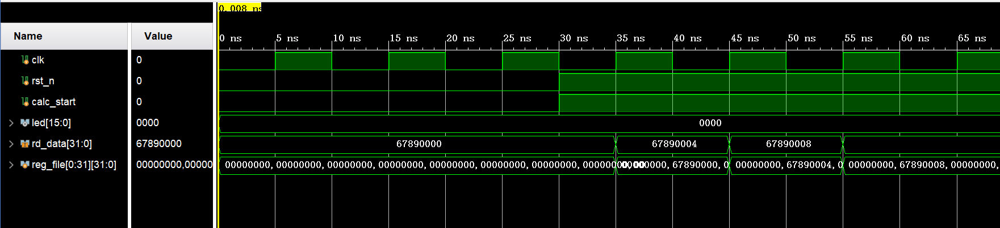 0.008 ns
Name Value 0 ns 5 ns 10 ns 15 ns 20 ns 25 ns 30 ns 35 ns 40 ns 45 ns 50 ns 55 ns 60 ns 65 ns
clk 0
rst_n 0
calc_start 0
led[15:0] 0000 0000
rd_data[31:0] 67890000 67890000 67890004 67890008
reg_file[0:31][31:0] 00000000,00000 00000000,00000000,00000000,00000000,00000000,00000000,00000000,00000000,67890000,0 00000000,67890004,0 00000000,67890008,00000000,